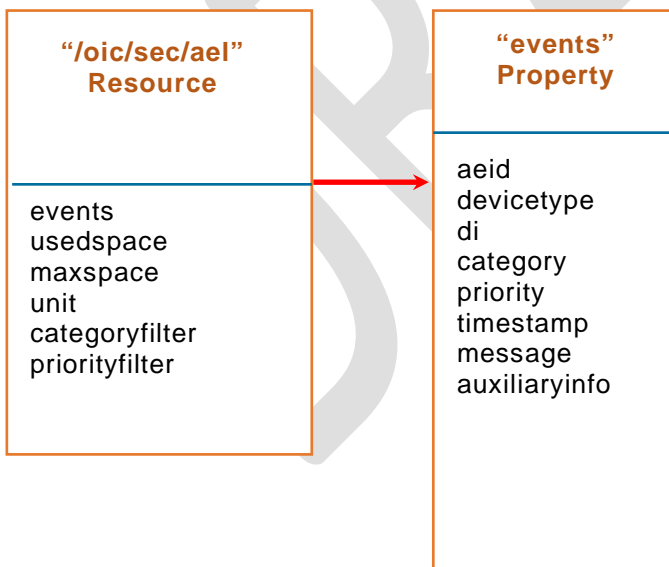 “/oic/sec/ael”
Resource
events
usedspace
maxspace
unit
categoryfilter
priorityfilter
“events”
Property
aeid
devicetype
di
category
priority
timestamp
message
auxiliaryinfo